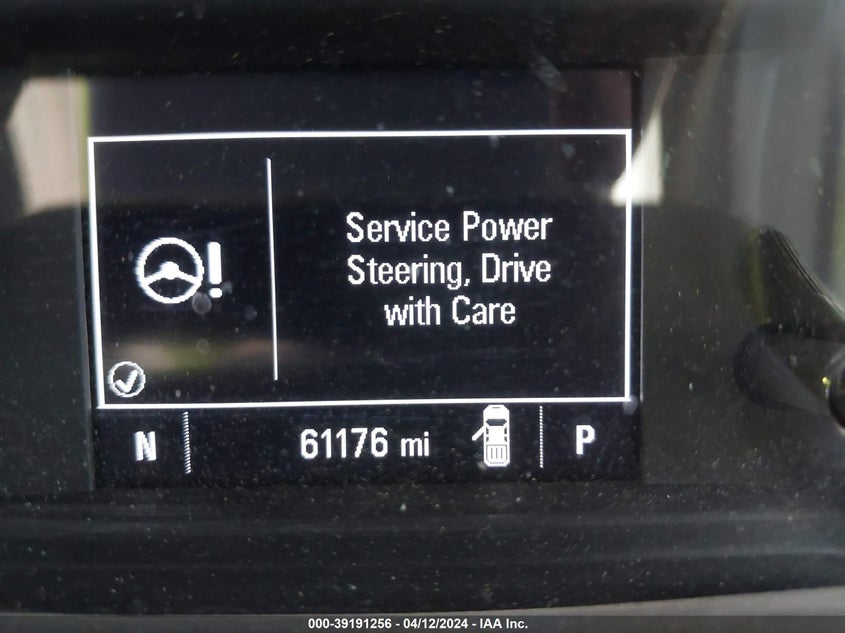 Service Power
Steering, Drive
with Care
N 61176 mi P
000-39191256 - 04/12/2024 - IAA Inc.